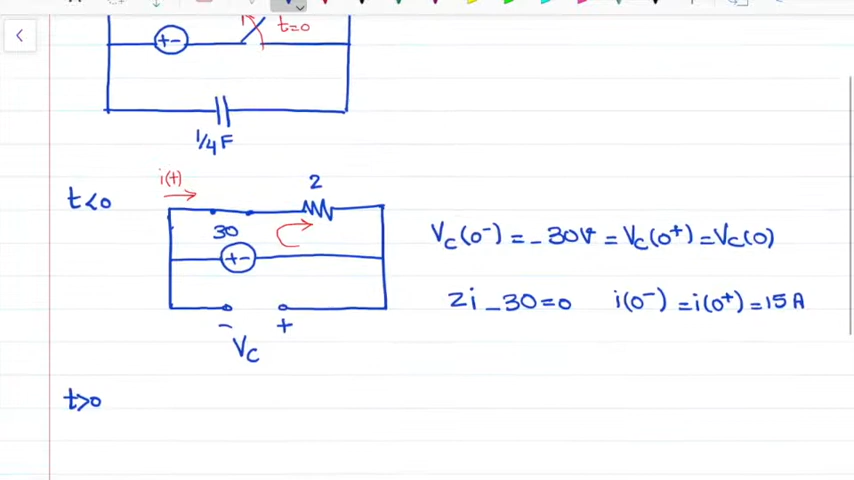 t=0
+-
1/4 F
i(t)
2
t<0
30
+-
Vc(0-) = -30V = Vc(0+) = Vc(0)
2i -30=0 i(0-) = i(0+) = 15 A
- +
Vc
t>0